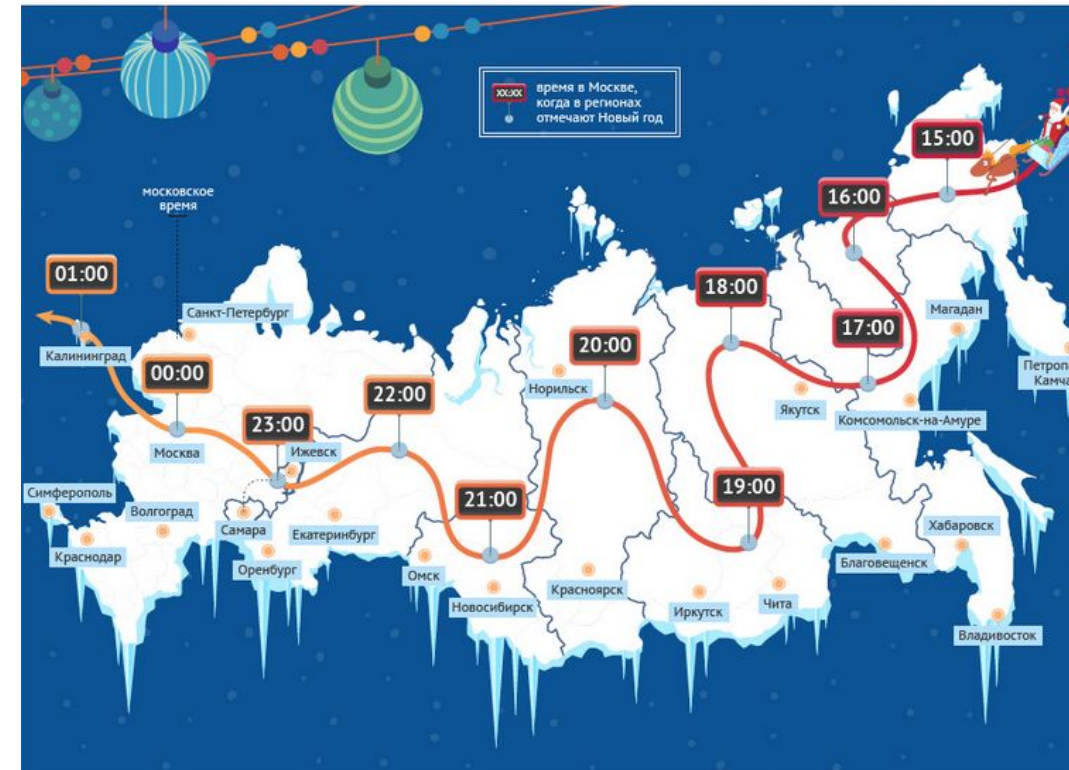 XX:XX
время в Москве,
когда в регионах
отмечают Новый год
15:00
московское
время
16:00
01:00
18:00
Санкт-Петербург
Магадан
17:00
Калининград
20:00
00:00
22:00
Норильск
Якутск
Комсомольск-на-Амуре
23:00
Москва
Ижевск
19:00
21:00
Симферополь
Волгоград
Самара
Екатеринбург
Хабаровск
Краснодар
Оренбург
Омск
Благовещенск
Красноярск
Новосибирск
Иркутск
Чита
Владивосток